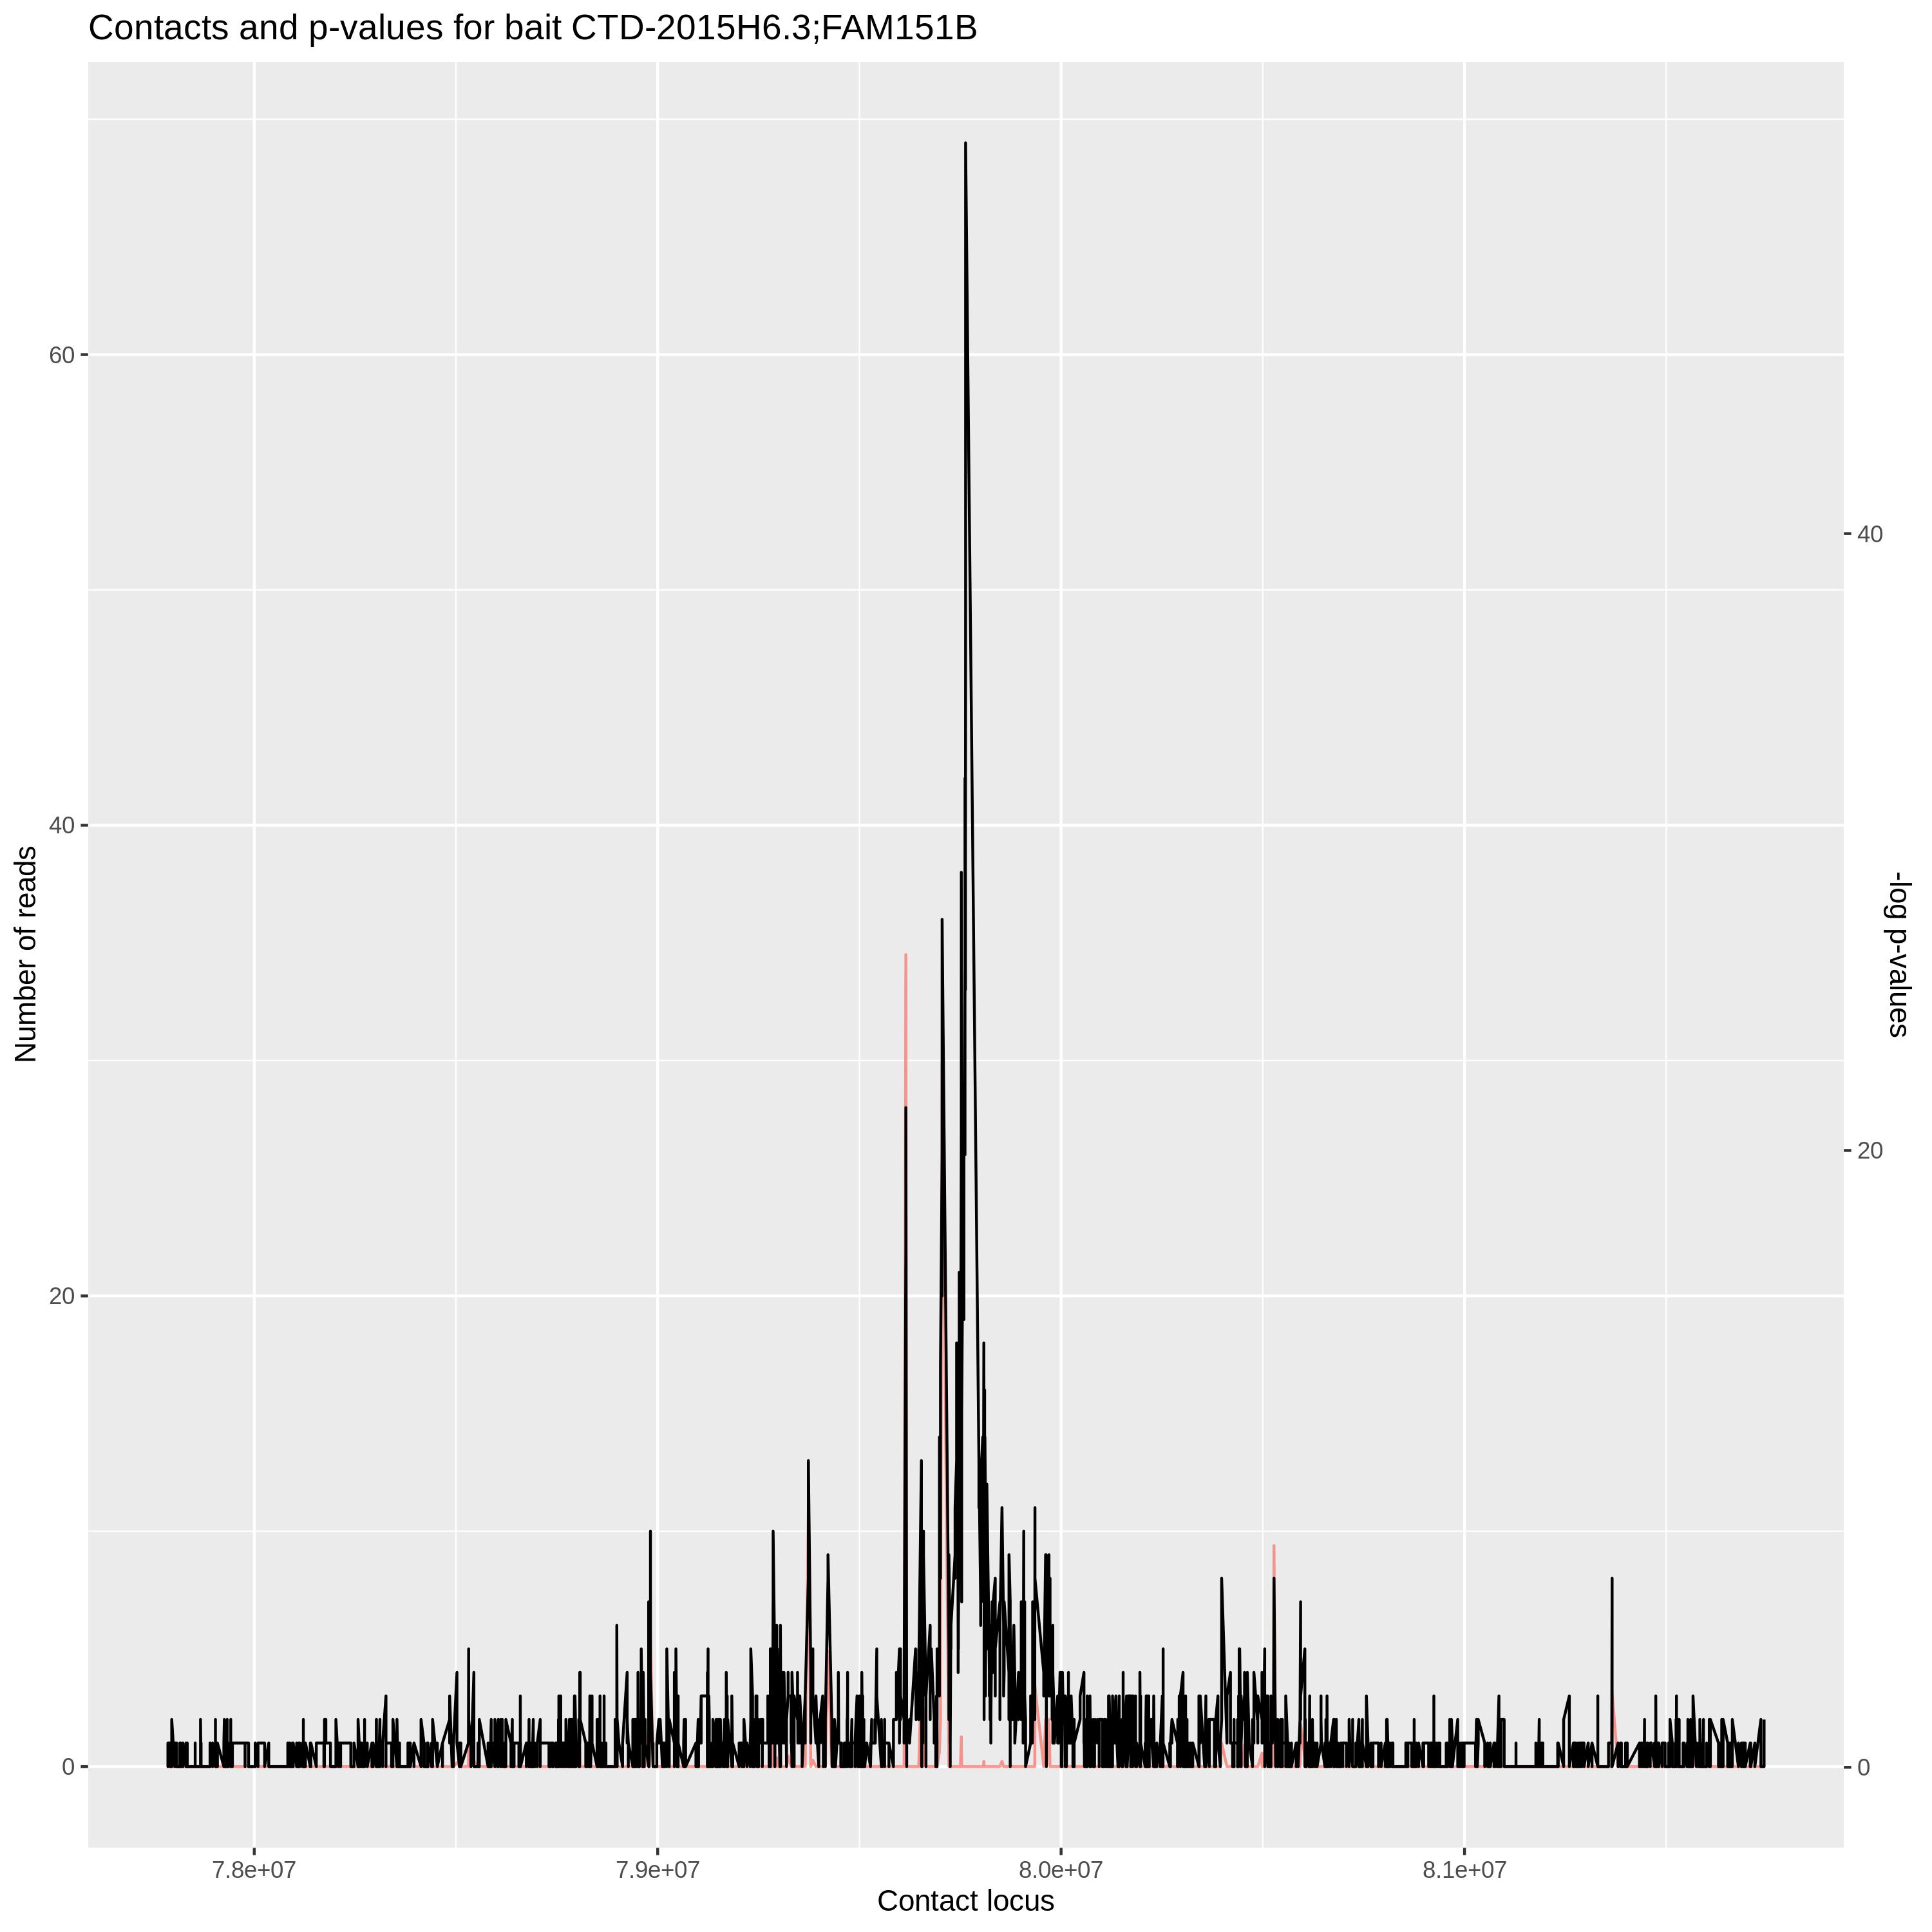 Contacts and p-values for bait CTD-2015H6.3;FAM151B
60
40
20
0
Number of reads
40
20
0
-log p-values
7.8e+07 7.9e+07 8.0e+07 8.1e+07
Contact locus